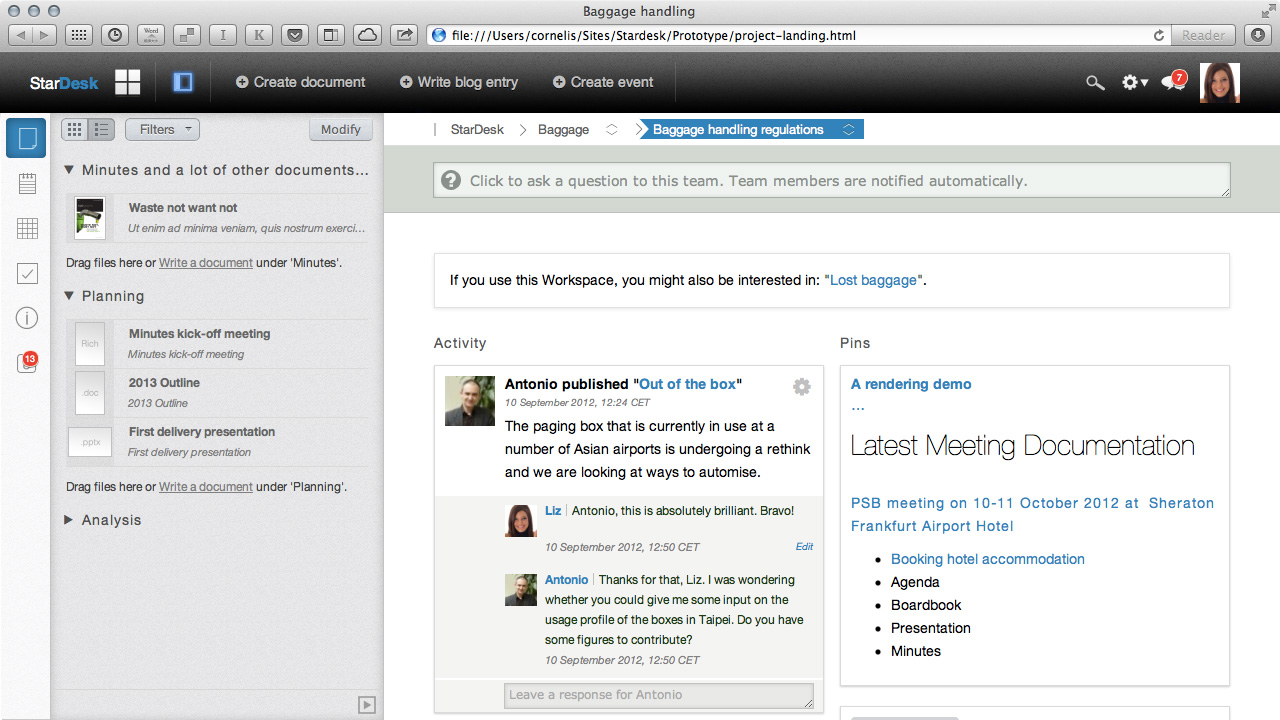 Baggage handling
Word
I
K
file:///Users/cornelis/Sites/Stardesk/Prototype/project-landing.html
Reader
StarDesk
Create document
Write blog entry
Create event
7
Filters
Modify
StarDesk
Baggage
Baggage handling regulations
Minutes and a lot of other documents...
Waste not want not
Ut enim ad minima veniam, quis nostrum exerci...
Drag files here or Write a document under 'Minutes'.
Planning
Rich
Minutes kick-off meeting
Minutes kick-off meeting
.doc
2013 Outline
2013 Outline
.pptx
First delivery presentation
First delivery presentation
Drag files here or Write a document under 'Planning'.
Analysis
13
? Click to ask a question to this team. Team members are notified automatically.
If you use this Workspace, you might also be interested in: "Lost baggage".
Activity
Antonio published "Out of the box"
10 September 2012, 12:24 CET
The paging box that is currently in use at a
number of Asian airports is undergoing a rethink
and we are looking at ways to automise.
Liz | Antonio, this is absolutely brilliant. Bravo!
10 September 2012, 12:50 CET
Edit
Antonio | Thanks for that, Liz. I was wondering
whether you could give me some input on the
usage profile of the boxes in Taipei. Do you have
some figures to contribute?
10 September 2012, 12:50 CET
Leave a response for Antonio
Pins
A rendering demo
...
Latest Meeting Documentation
PSB meeting on 10-11 October 2012 at Sheraton
Frankfurt Airport Hotel
• Booking hotel accommodation
• Agenda
• Boardbook
• Presentation
• Minutes